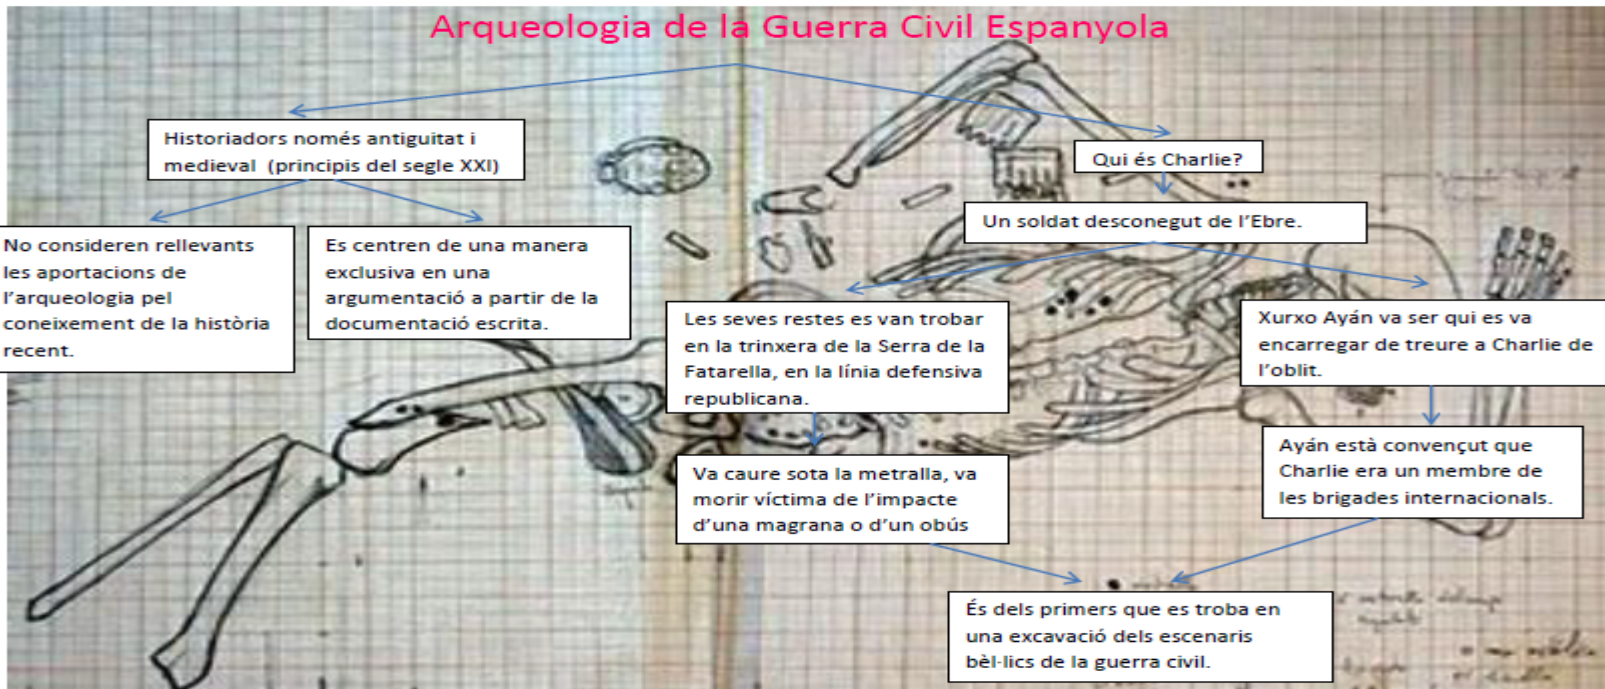 Arqueologia de la Guerra Civil Espanyola
Historiadors només antiguitat i
medieval (principis del segle XXI)
Qui és Charlie?
No consideren rellevants
les aportacions de
l'arqueologia pel
coneixement de la història
recent.
Es centren de una manera
exclusiva en una
argumentació a partir de la
documentació escrita.
Un soldat desconegut de l'Ebre.
Les seves restes es van trobar
en la trinxera de la Serra de la
Fatarella, en la línia defensiva
republicana.
Xurxo Ayán va ser qui es va
encarregar de treure a Charlie de
l'oblit.
Va caure sota la metralla, va
morir víctima de l'impacte
d'una magrana o d'un obús
Ayán està convençut que
Charlie era un membre de
les brigades internacionals.
És dels primers que es troba en
una excavació dels escenaris
bèl·lics de la guerra civil.